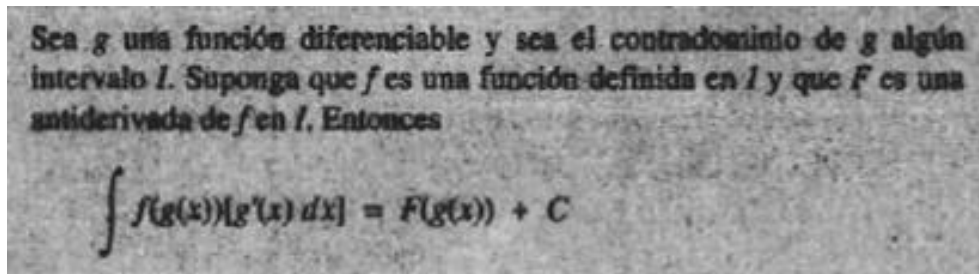 Sea g una función diferenciable y sea el contradominio de g algún
intervalo I. Suponga que f es una función definida en I y que F es una
antiderivada de f en I. Entonces
∫ f(g(x))[g'(x) dx] = F(g(x)) + C